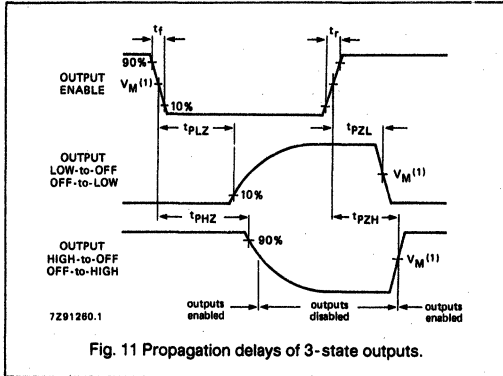 tf
tr
90%
OUTPUT
ENABLE
VM(1)
10%
tPLZ
tPZL
OUTPUT
LOW-to-OFF
OFF-to-LOW
VM(1)
10%
tPHZ
tPZH
OUTPUT
HIGH-to-OFF
OFF-to-HIGH
90%
VM(1)
outputs
enabled
outputs
disabled
outputs
enabled
7Z91260.1
Fig. 11 Propagation delays of 3-state outputs.